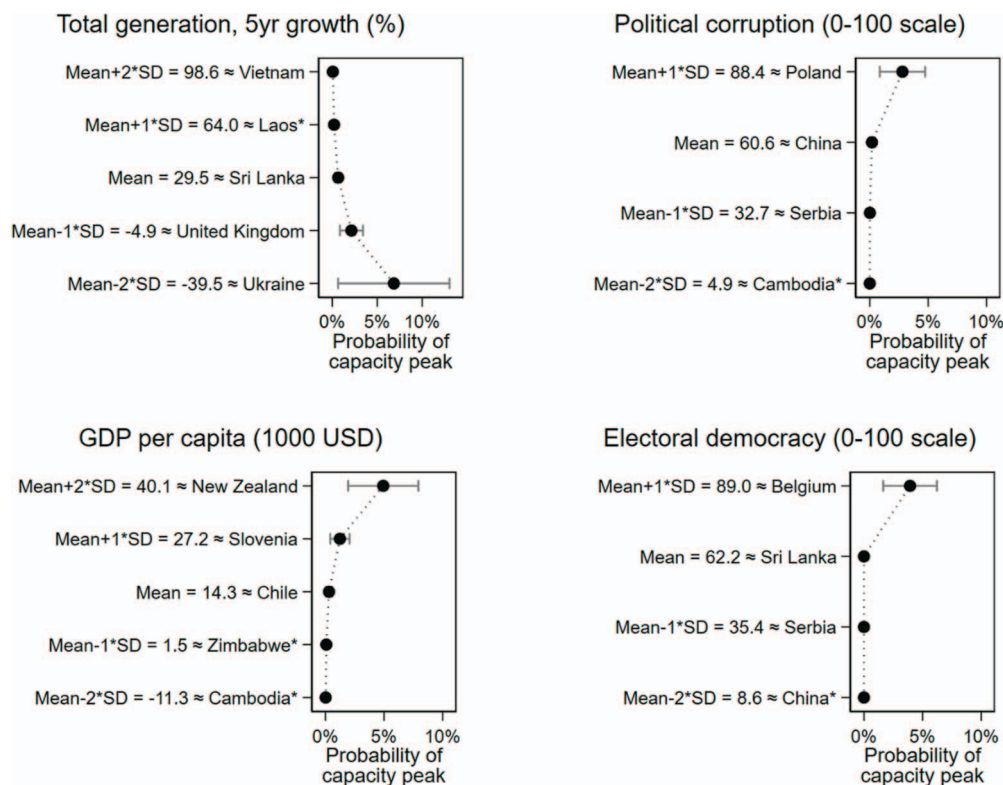 Total generation, 5yr growth (%)
Mean+2*SD = 98.6 ≈ Vietnam
Mean+1*SD = 64.0 ≈ Laos*
Mean = 29.5 ≈ Sri Lanka
Mean-1*SD = -4.9 ≈ United Kingdom
Mean-2*SD = -39.5 ≈ Ukraine
0% 5% 10%
Probability of
capacity peak
Political corruption (0-100 scale)
Mean+1*SD = 88.4 ≈ Poland
Mean = 60.6 ≈ China
Mean-1*SD = 32.7 ≈ Serbia
Mean-2*SD = 4.9 ≈ Cambodia*
0% 5% 10%
Probability of
capacity peak
GDP per capita (1000 USD)
Mean+2*SD = 40.1 ≈ New Zealand
Mean+1*SD = 27.2 ≈ Slovenia
Mean = 14.3 ≈ Chile
Mean-1*SD = 1.5 ≈ Zimbabwe*
Mean-2*SD = -11.3 ≈ Cambodia*
0% 5% 10%
Probability of
capacity peak
Electoral democracy (0-100 scale)
Mean+1*SD = 89.0 ≈ Belgium
Mean = 62.2 ≈ Sri Lanka
Mean-1*SD = 35.4 ≈ Serbia
Mean-2*SD = 8.6 ≈ China*
0% 5% 10%
Probability of
capacity peak